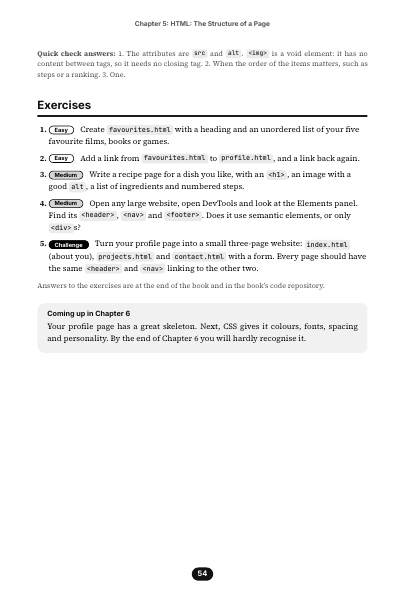 Chapter 5: HTML: The Structure of a Page
Quick check answers: 1. The attributes are src and alt. <img> is a void element: it has no
content between tags, so it needs no closing tag. 2. When the order of the items matters, such as
steps or a ranking. 3. One.
Exercises
1. Easy Create favourites.html with a heading and an unordered list of your five
favourite films, books or games.
2. Easy Add a link from favourites.html to profile.html, and a link back again.
3. Medium Write a recipe page for a dish you like, with an <h1>, an image with a
good alt, a list of ingredients and numbered steps.
4. Medium Open any large website, open DevTools and look at the Elements panel.
Find its <header>, <nav> and <footer>. Does it use semantic elements, or only
<div>s?
5. Challenge Turn your profile page into a small three-page website: index.html
(about you), projects.html and contact.html with a form. Every page should have
the same <header> and <nav> linking to the other two.
Answers to the exercises are at the end of the book and in the book's code repository.
Coming up in Chapter 6
Your profile page has a great skeleton. Next, CSS gives it colours, fonts, spacing
and personality. By the end of Chapter 6 you will hardly recognise it.
54